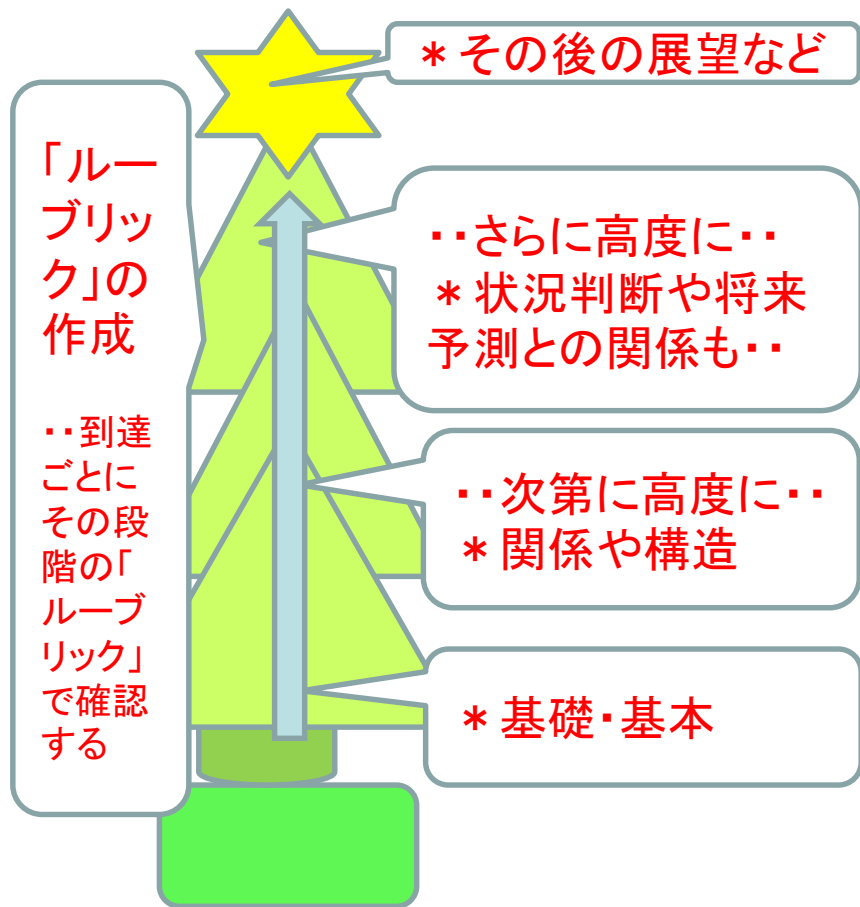 ＊その後の展望など
「ルー
ブリッ
ク」の
作成
・・到達
ごとに
その段
階の「
ルーブ
リック」
で確認
する
・・さらに高度に・・
＊状況判断や将来
予測との関係も・・
・・次第に高度に・・
＊関係や構造
＊基礎・基本